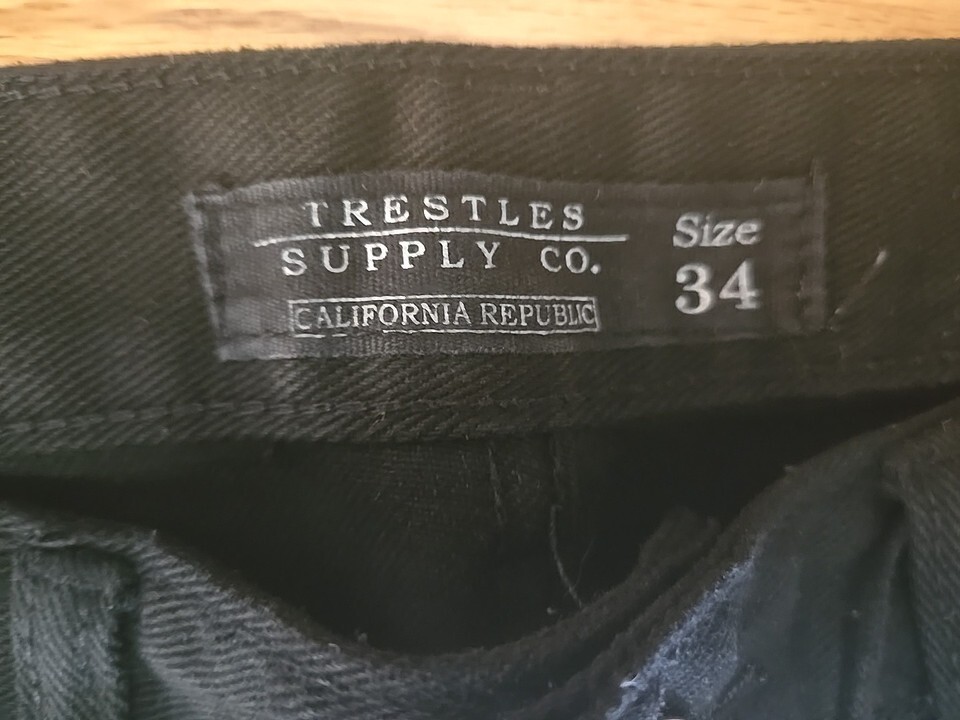 TRESTLES
SUPPLY CO.
CALIFORNIA REPUBLIC
Size
34